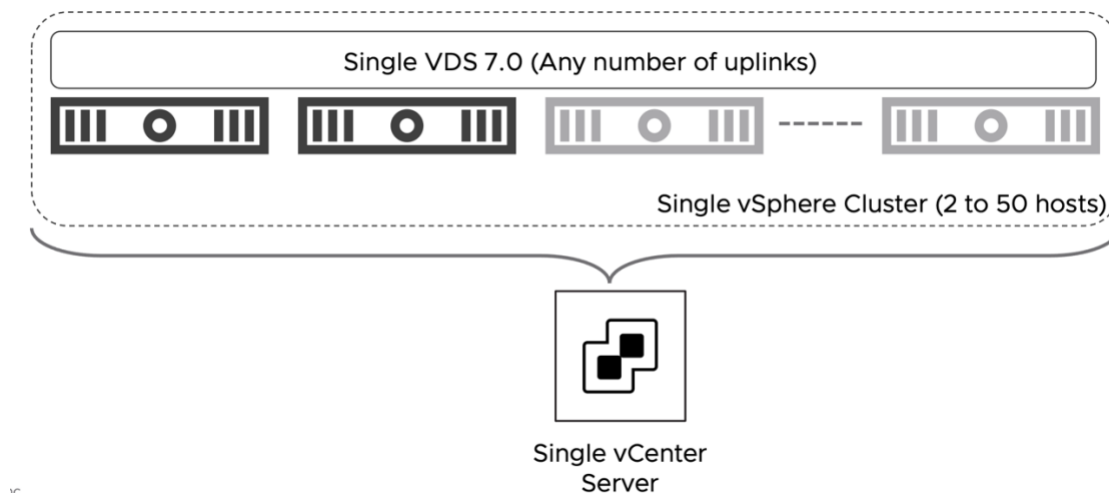 Single VDS 7.0 (Any number of uplinks)
Single vSphere Cluster (2 to 50 hosts)
Single vCenter
Server